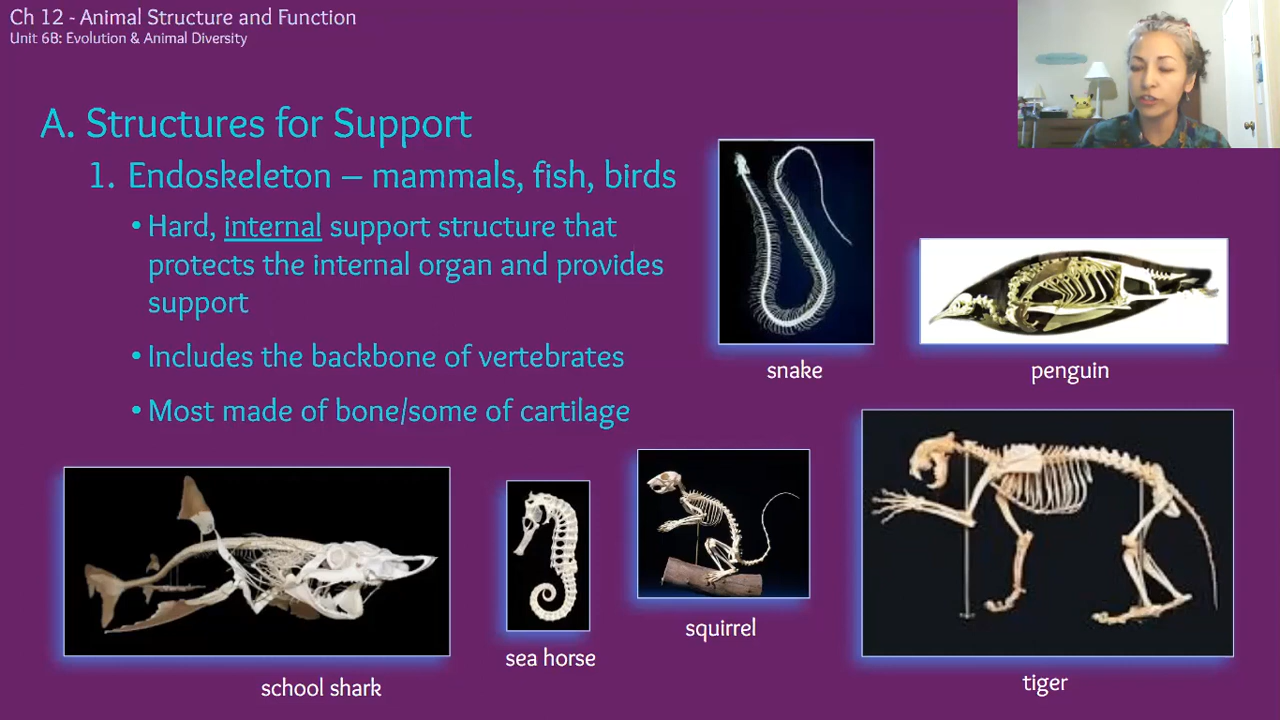 Ch 12 - Animal Structure and Function
Unit 6B: Evolution & Animal Diversity
A. Structures for Support
1. Endoskeleton – mammals, fish, birds
• Hard, internal support structure that
protects the internal organ and provides
support
• Includes the backbone of vertebrates
• Most made of bone/some of cartilage
snake
penguin
school shark
sea horse
squirrel
tiger